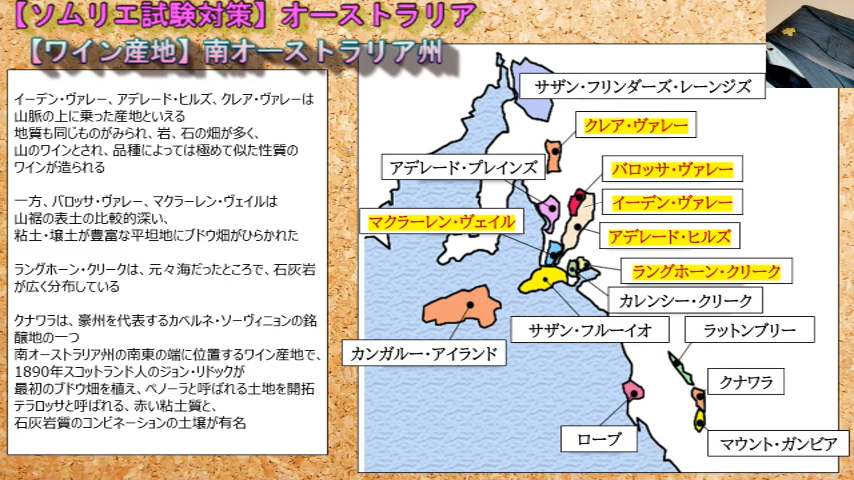 【ソムリエ試験対策】オーストラリア
【ワイン産地】南オーストラリア州
イーデン・ヴァレー、アデレード・ヒルズ、クレア・ヴァレーは
山脈の上に乗った産地といえる
地質も同じものがみられ、岩、石の畑が多く、
山のワインとされ、品種によっては極めて似た性質の
ワインが造られる
一方、バロッサ・ヴァレー、マクラーレン・ヴェイルは
山裾の表土の比較的深い、
粘土・壌土が豊富な平坦地にブドウ畑がひらかれた
ラングホーン・クリークは、元々海だったところで、石灰岩
が広く分布している
クナワラは、豪州を代表するカベルネ・ソーヴィニョンの銘
醸地の一つ
南オーストラリア州の南東の端に位置するワイン産地で、
1890年スコットランド人のジョン・リドックが
最初のブドウ畑を植え、ペノーラと呼ばれる土地を開拓
テラロッサと呼ばれる、赤い粘土質と、
石灰岩質のコンビネーションの土壌が有名
サザン・フリンダーズ・レーンジズ
クレア・ヴァレー
アデレード・プレインズ
バロッサ・ヴァレー
イーデン・ヴァレー
マクラーレン・ヴェイル
アデレード・ヒルズ
ラングホーン・クリーク
カレンシー・クリーク
サザン・フルーイオ
ラットンブリー
カンガルー・アイランド
クナワラ
ローブ
マウント・ガンビア